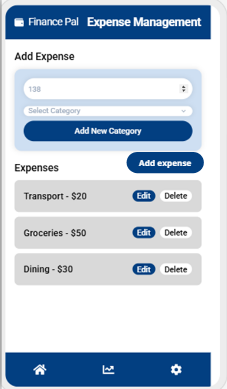 Finance Pal Expense Management
Add Expense
138
Select Category
Add New Category
Add expense
Expenses
Transport - $20 Edit Delete
Groceries - $50 Edit Delete
Dining - $30 Edit Delete